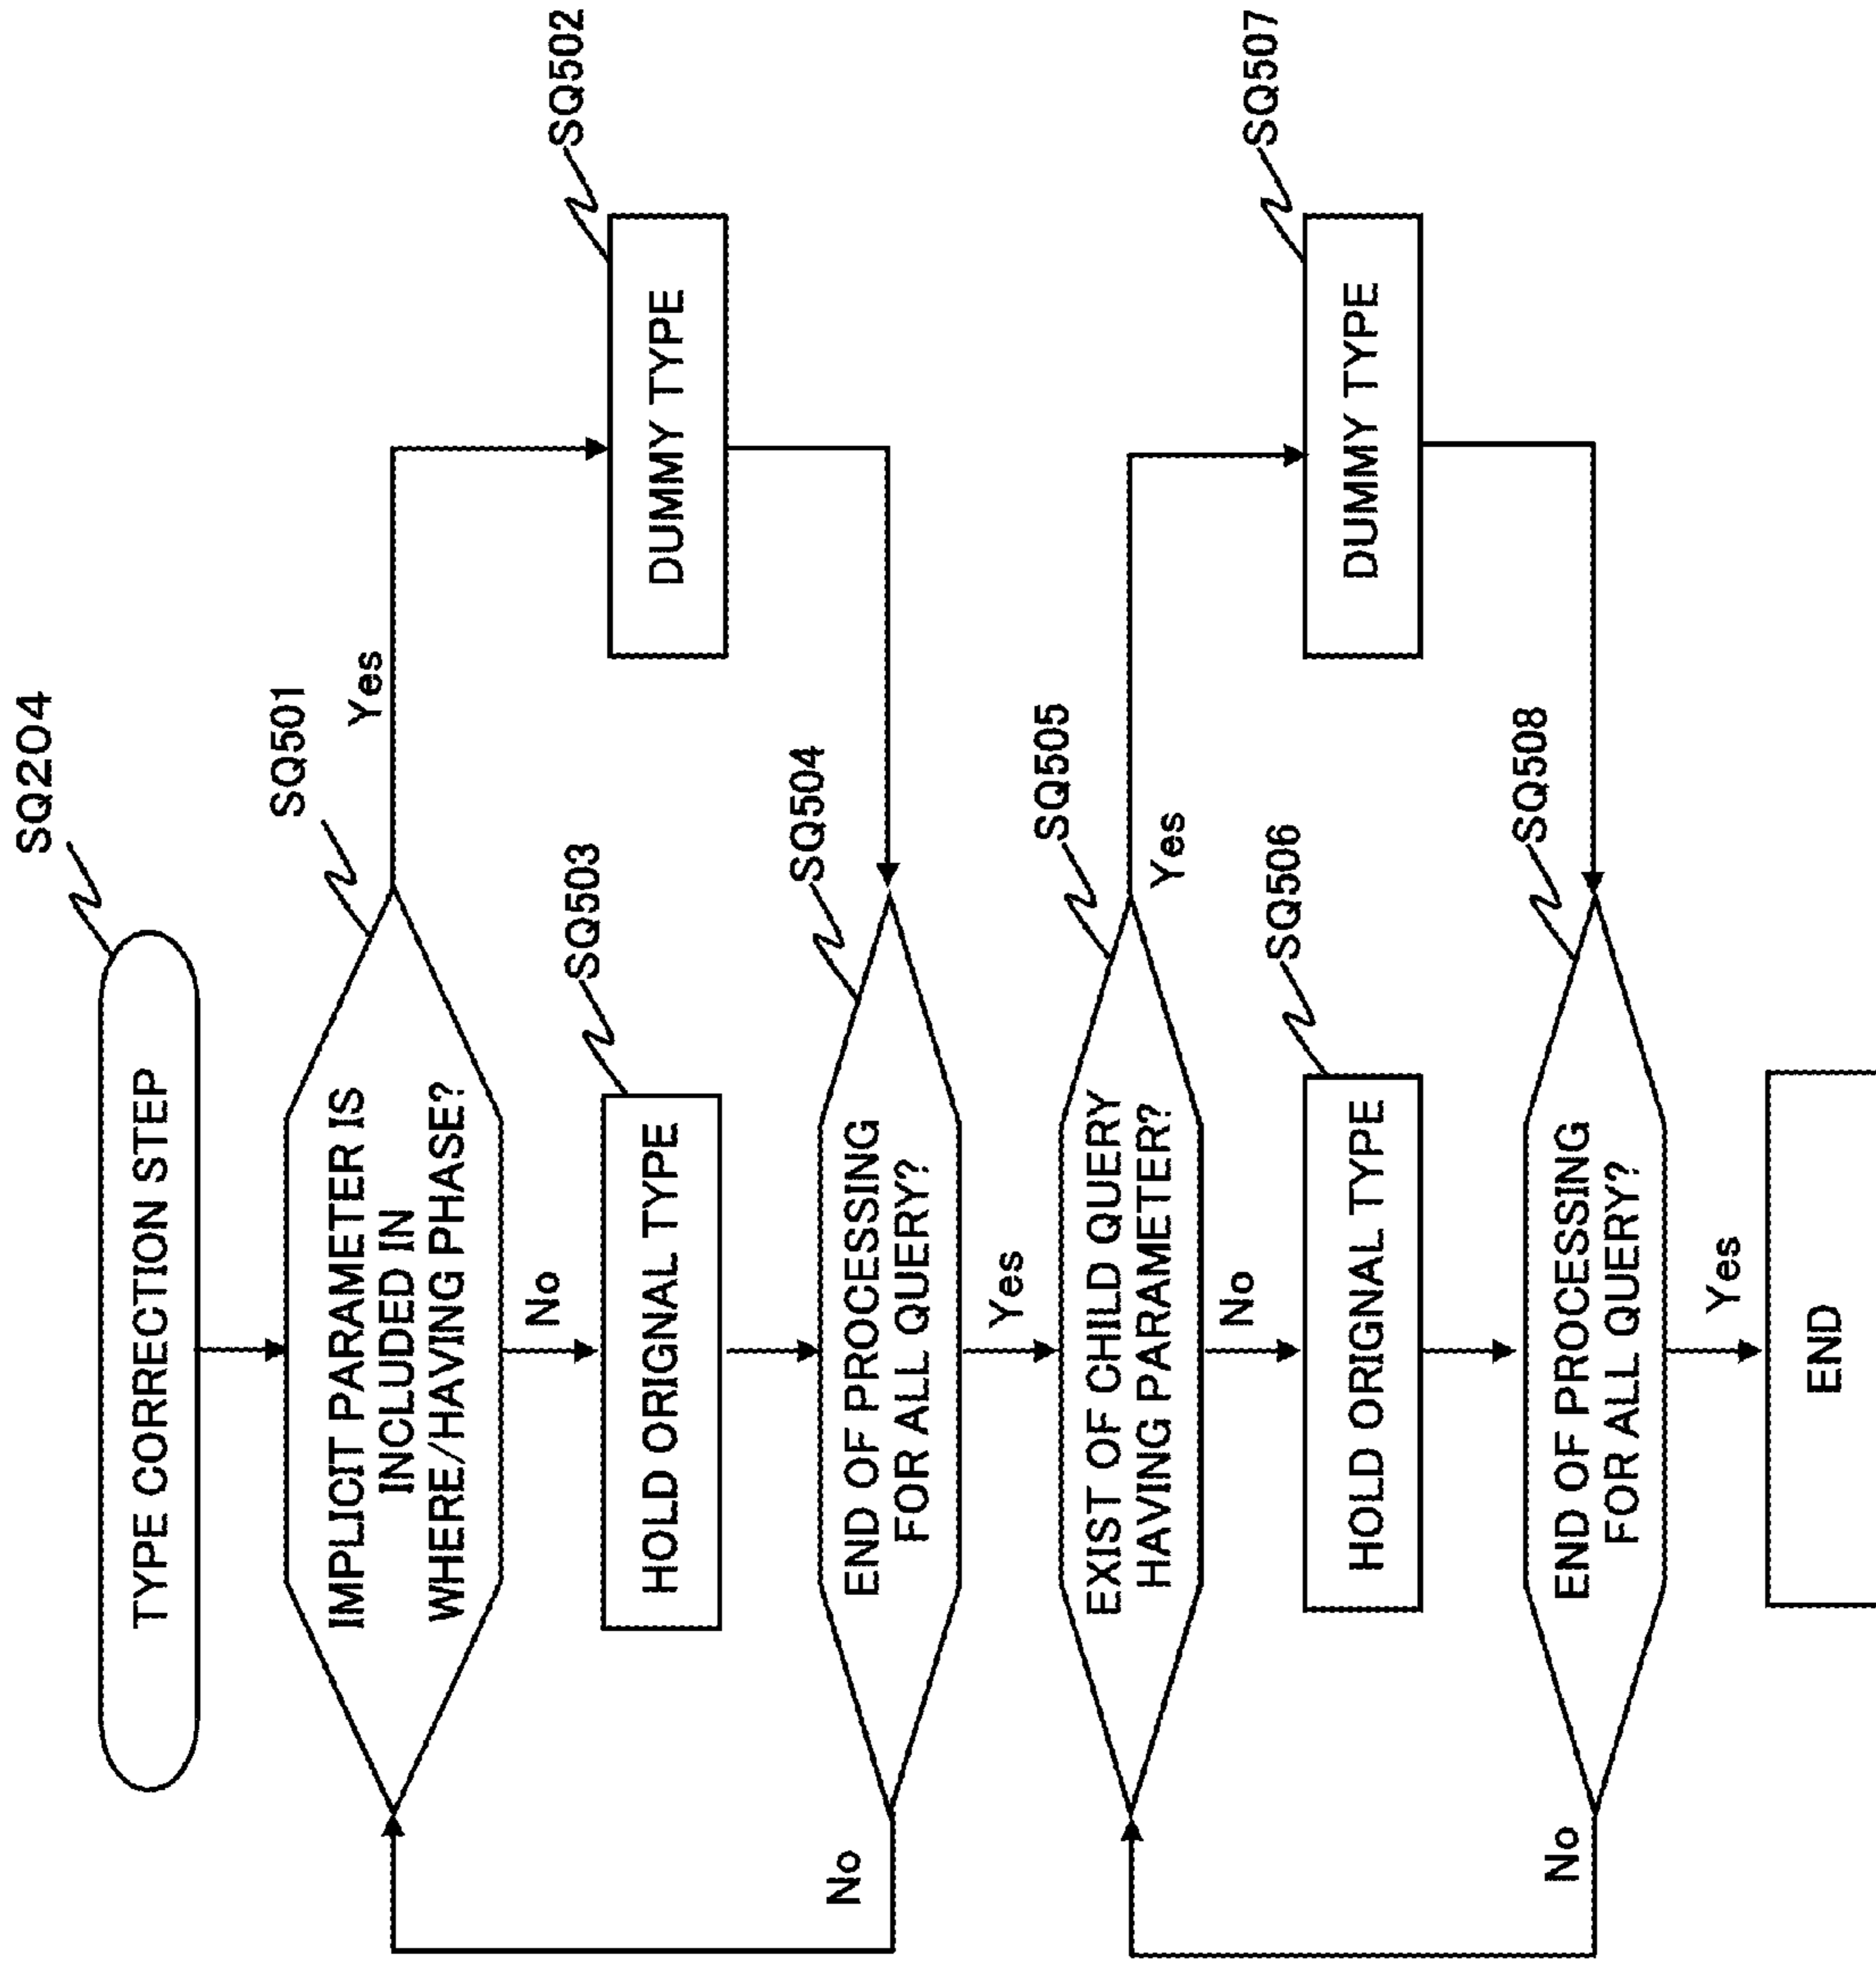 SQ204
TYPE CORRECTION STEP
SQ501
IMPLICIT PARAMETER IS
INCLUDED IN
WHERE/HAVING PHASE?
Yes
SQ502
No
SQ503
HOLD ORIGNAL TYPE
DUMMY TYPE
SQ504
END OF PROCESSING
FOR ALL QUERY?
No
Yes
SQ505
EXIST OF CHILD QUERY
HAVING PARAMETER?
Yes
SQ507
No
SQ506
HOLD ORIGNAL TYPE
DUMMY TYPE
SQ508
END OF PROCESSING
FOR ALL QUERY?
No
Yes
END